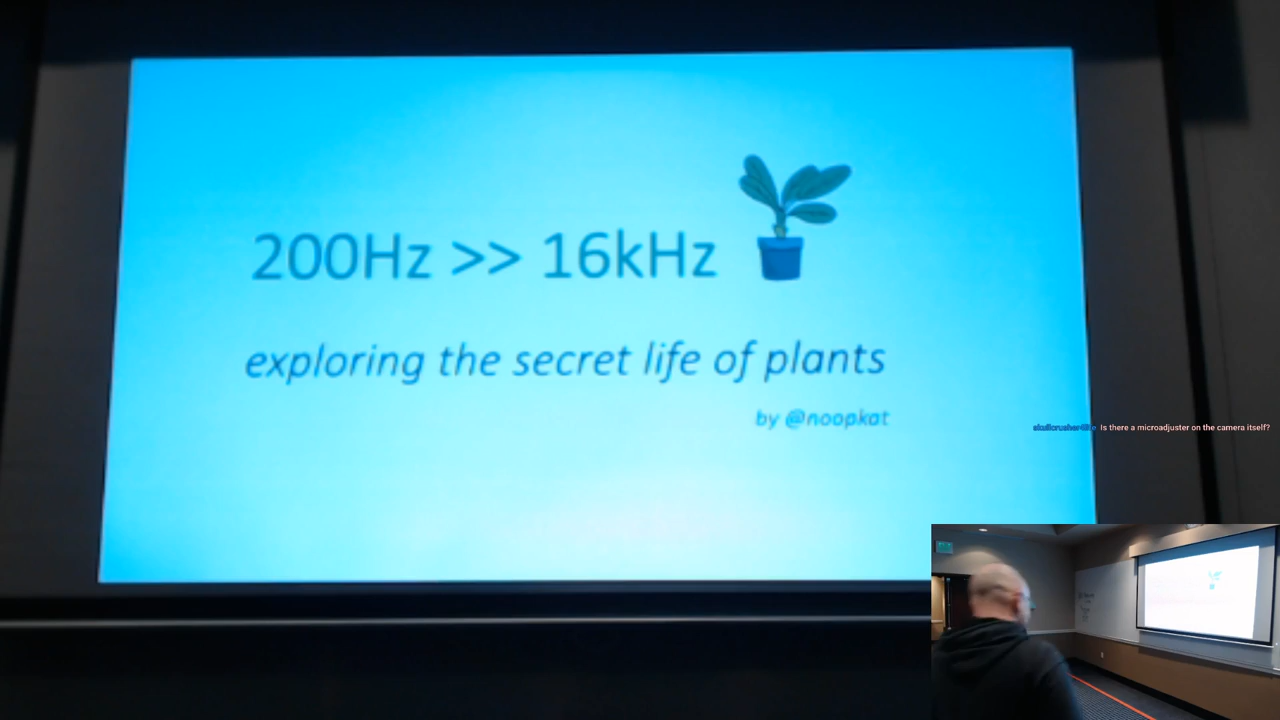 200Hz >> 16kHz
exploring the secret life of plants
by @noopkat
Is there a microadjuster on the camera itself?